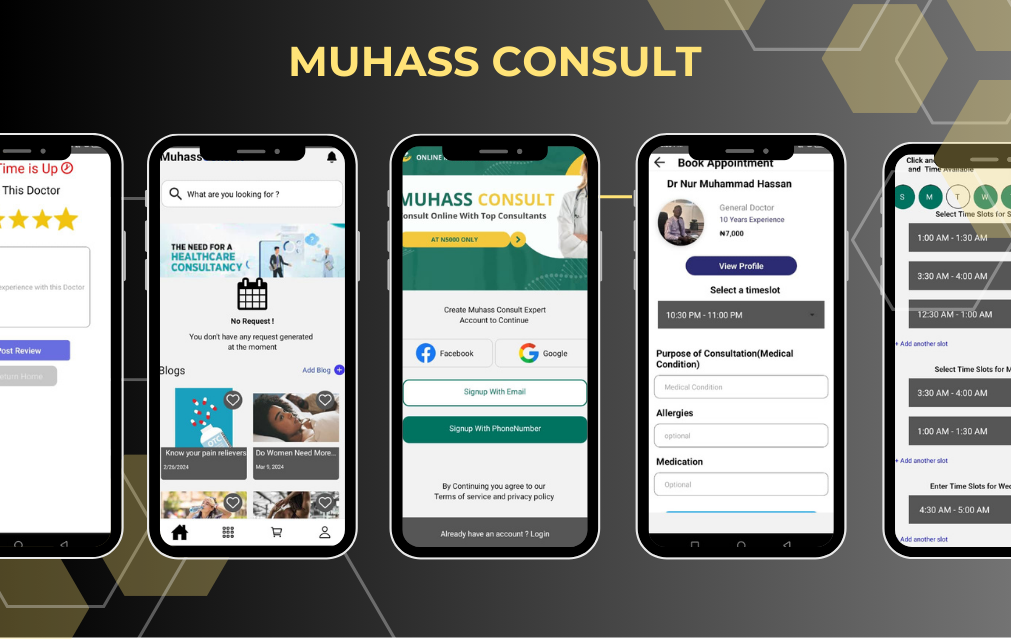 MUHASS CONSULT
Time is Up
This Doctor
experience with this Doctor
Post Review
Return Home
Muhass
What are you looking for ?
THE NEED FOR A
HEALTHCARE
CONSULTANCY
No Request !
You don't have any request generated
at the moment
Blogs
Add Blog +
OTC
Know your pain relievers
2/26/2024
Do Women Need More...
Mar 5, 2024
ONLINE
MUHASS CONSULT
onsult Online With Top Consultants
AT N5900 ONLY
Create Muhass Consult Expert
Account to Continue
Facebook
Google
Signup With Email
Signup With PhoneNumber
By Continuing you agree to our
Terms of service and privacy policy
Already have an account ? Login
Book Appointment
Dr Nur Muhammad Hassan
General Doctor
10 Years Experience
₦7,000
View Profile
Select a timeslot
10:30 PM - 11:00 PM
Purpose of Consultation(Medical
Condition)
Medical Condition
Allergies
optional
Medication
Optional
Click an
and Time Available
S M T W
Select Time Slots for S
1:00 AM - 1:30 AM
3:30 AM - 4:00 AM
12:30 AM - 1:00 AM
+ Add another slot
Select Time Slots for M
3:30 AM - 4:00 AM
1:00 AM - 1:30 AM
+ Add another slot
Enter Time Slots for Wed
4:30 AM - 5:00 AM
Add another slot